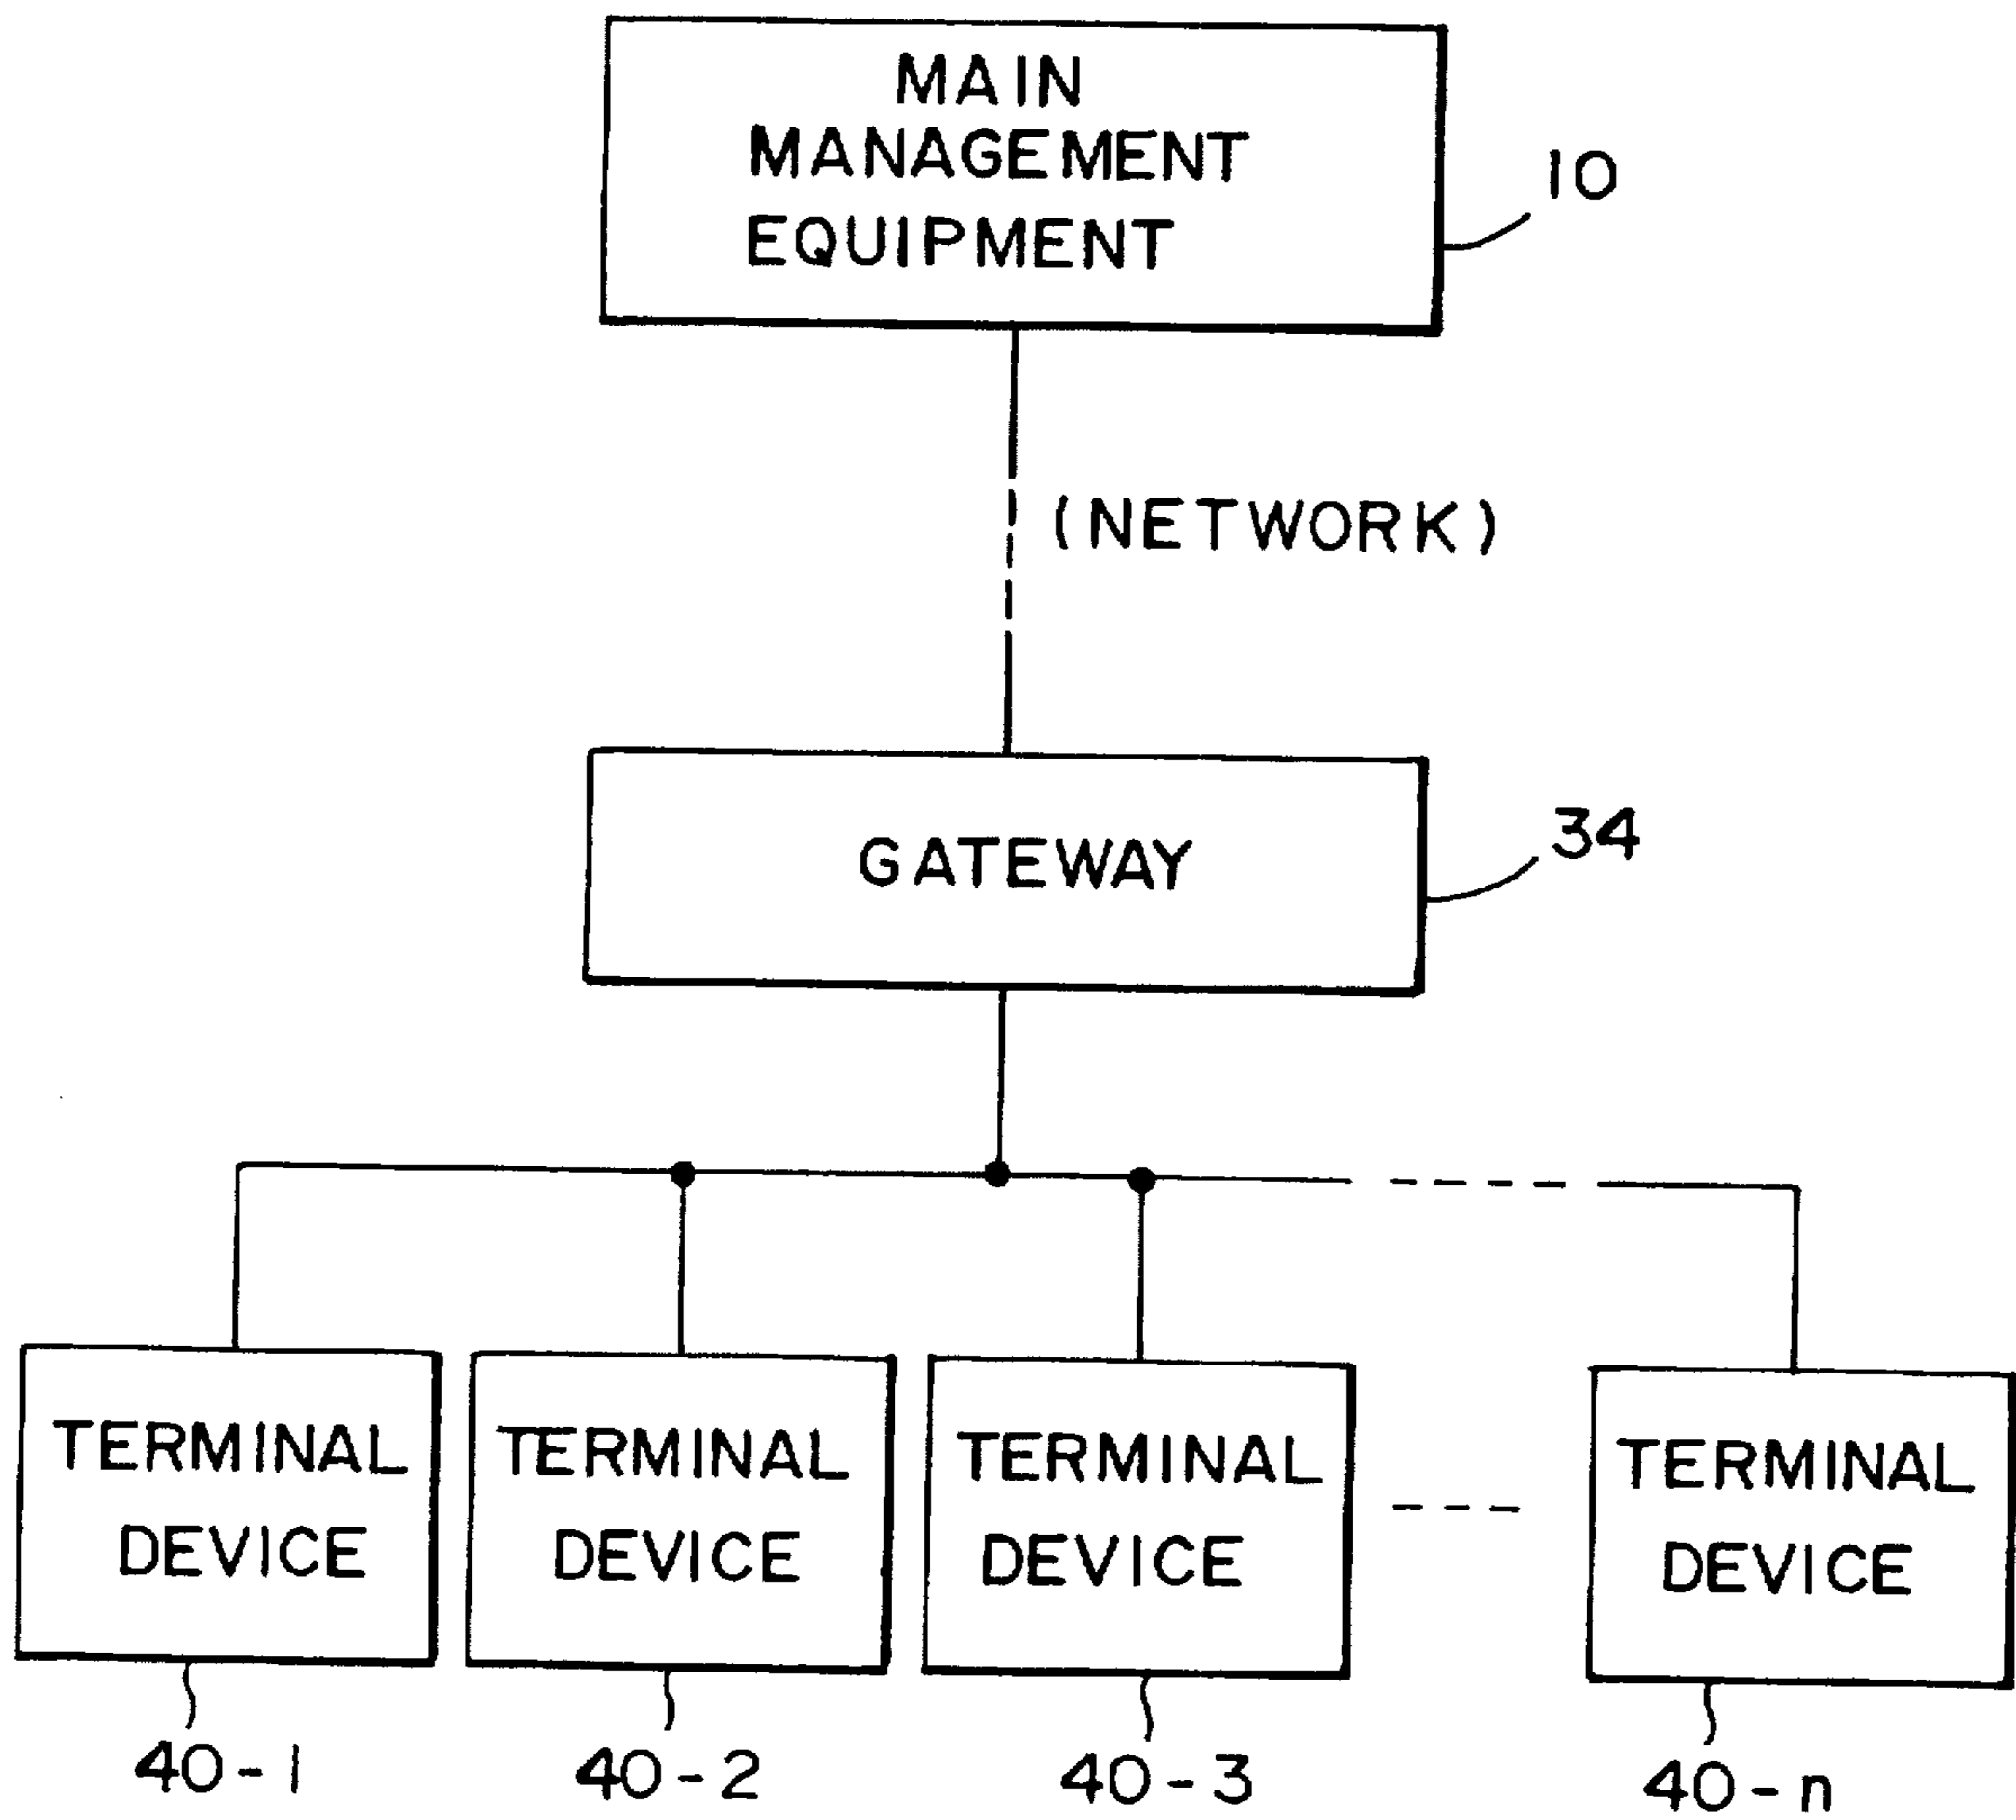 MAIN
MANAGEMENT
EQUIPMENT
10
(NETWORK)
GATEWAY
34
TERMINAL
DEVICE
TERMINAL
DEVICE
TERMINAL
DEVICE
TERMINAL
DEVICE
40-1
40-2
40-3
40-n